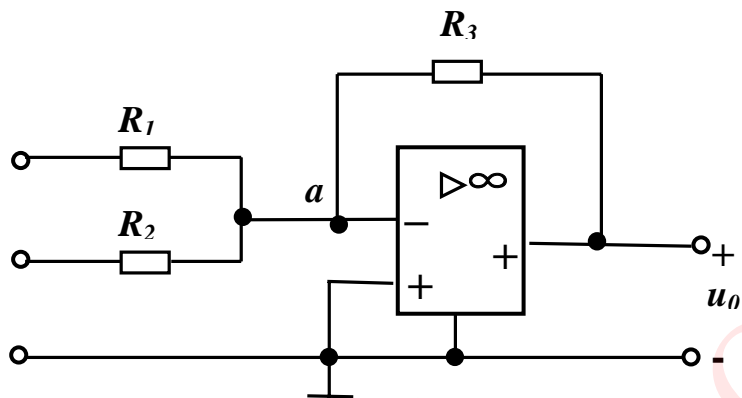 R₃
R₁
▷∞
a
−
R₂
+
+
+
u₀
-